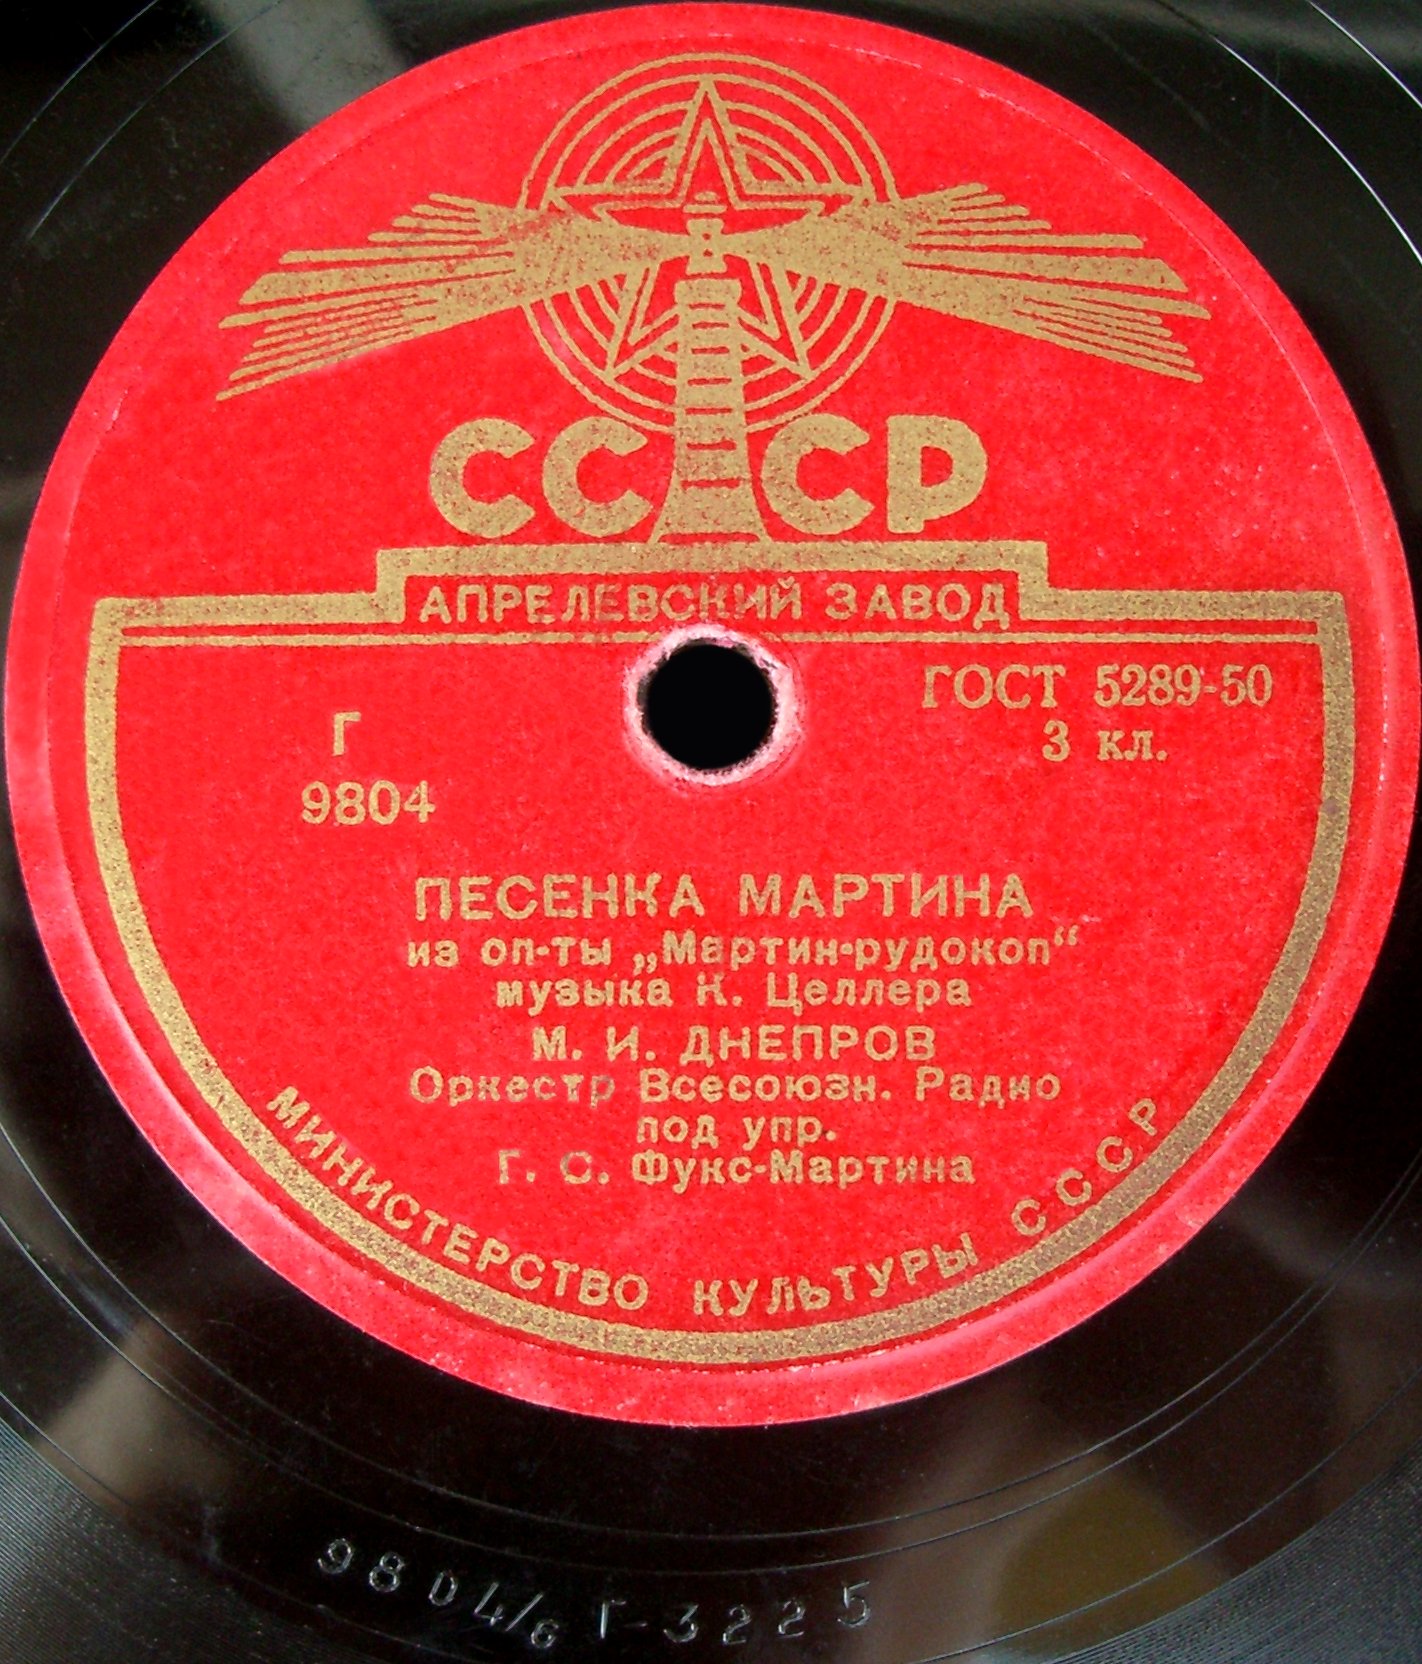 СССР
АПРЕЛЕВСКИЙ ЗАВОД
ГОСТ 5289-50
3 кл.
Г
9804
ПЕСЕНКА МАРТИНА
из оп-ты „Мартин-рудокоп“
музыка К. Целлера
М. И. ДНЕПРОВ
Оркестр Всесоюзн. Радио
под упр.
Г. С. Фукс-Мартина
МИНИСТЕРСТВО КУЛЬТУРЫ СССР
9804/6 Г-3225